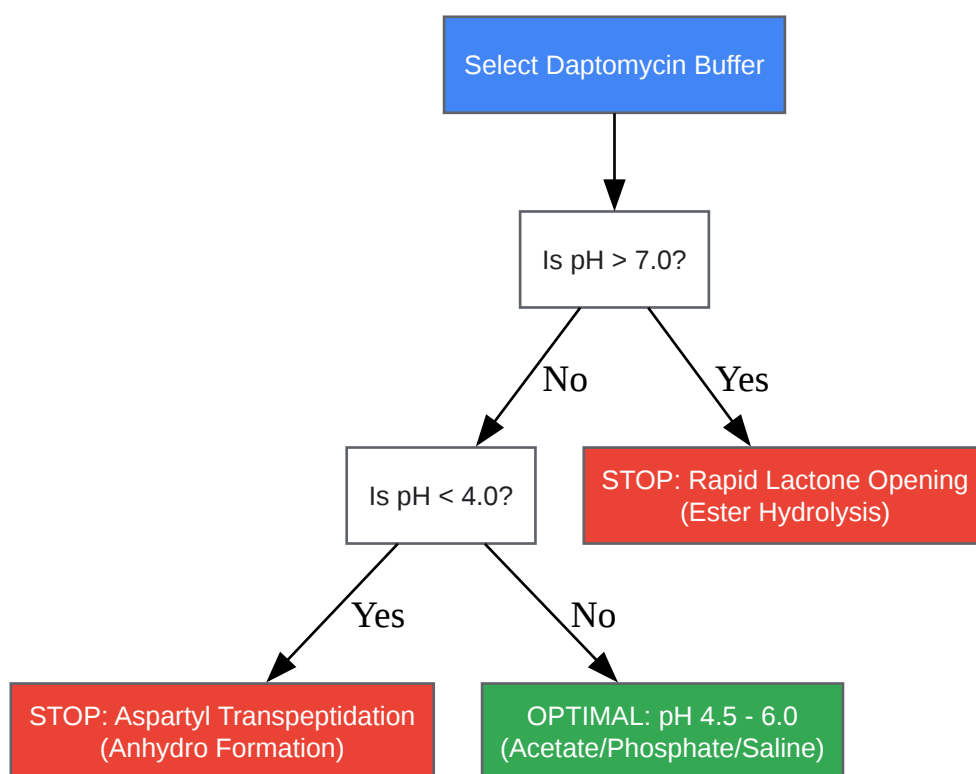 Select Daptomycin Buffer
Is pH > 7.0?
No
Yes
Is pH < 4.0?
STOP: Rapid Lactone Opening
(Ester Hydrolysis)
Yes
No
STOP: Aspartyl Transpeptidation
(Anhydro Formation)
OPTIMAL: pH 4.5 - 6.0
(Acetate/Phosphate/Saline)